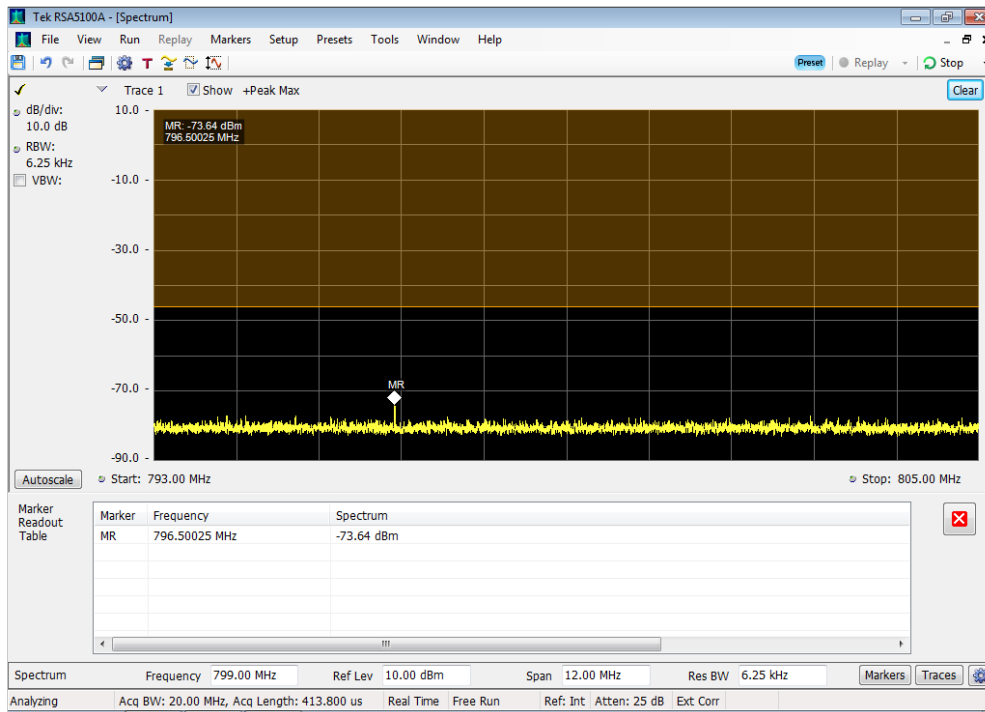 Tek RSA5100A - [Spectrum]
File View Run Replay Markers Setup Presets Tools Window Help
T Preset Replay Stop
Trace 1 Show +Peak Max Clear
dB/div:
10.0 dB
RBW:
6.25 kHz
VBW:
10.0 -
MR: -73.64 dBm
796.50025 MHz
-10.0 -
-30.0 -
-50.0 -
-70.0 -
MR
-90.0 -
Autoscale Start: 793.00 MHz Stop: 805.00 MHz
Marker
Readout
Table
Marker Frequency Spectrum
MR 796.50025 MHz -73.64 dBm
Spectrum Frequency 799.00 MHz Ref Lev 10.00 dBm Span 12.00 MHz Res BW 6.25 kHz Markers Traces
Analyzing Acq BW: 20.00 MHz, Acq Length: 413.800 us Real Time Free Run Ref: Int Atten: 25 dB Ext Corr